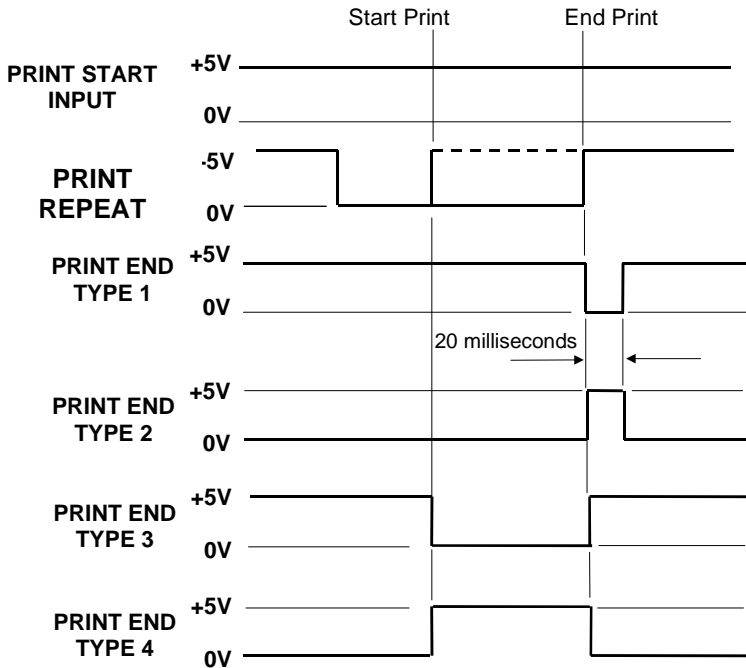 Start Print End Print
PRINT START
INPUT
+5V
0V
PRINT
REPEAT
-5V
0V
PRINT END
TYPE 1
+5V
0V
20 milliseconds
PRINT END
TYPE 2
+5V
0V
PRINT END
TYPE 3
+5V
0V
PRINT END
TYPE 4
+5V
0V